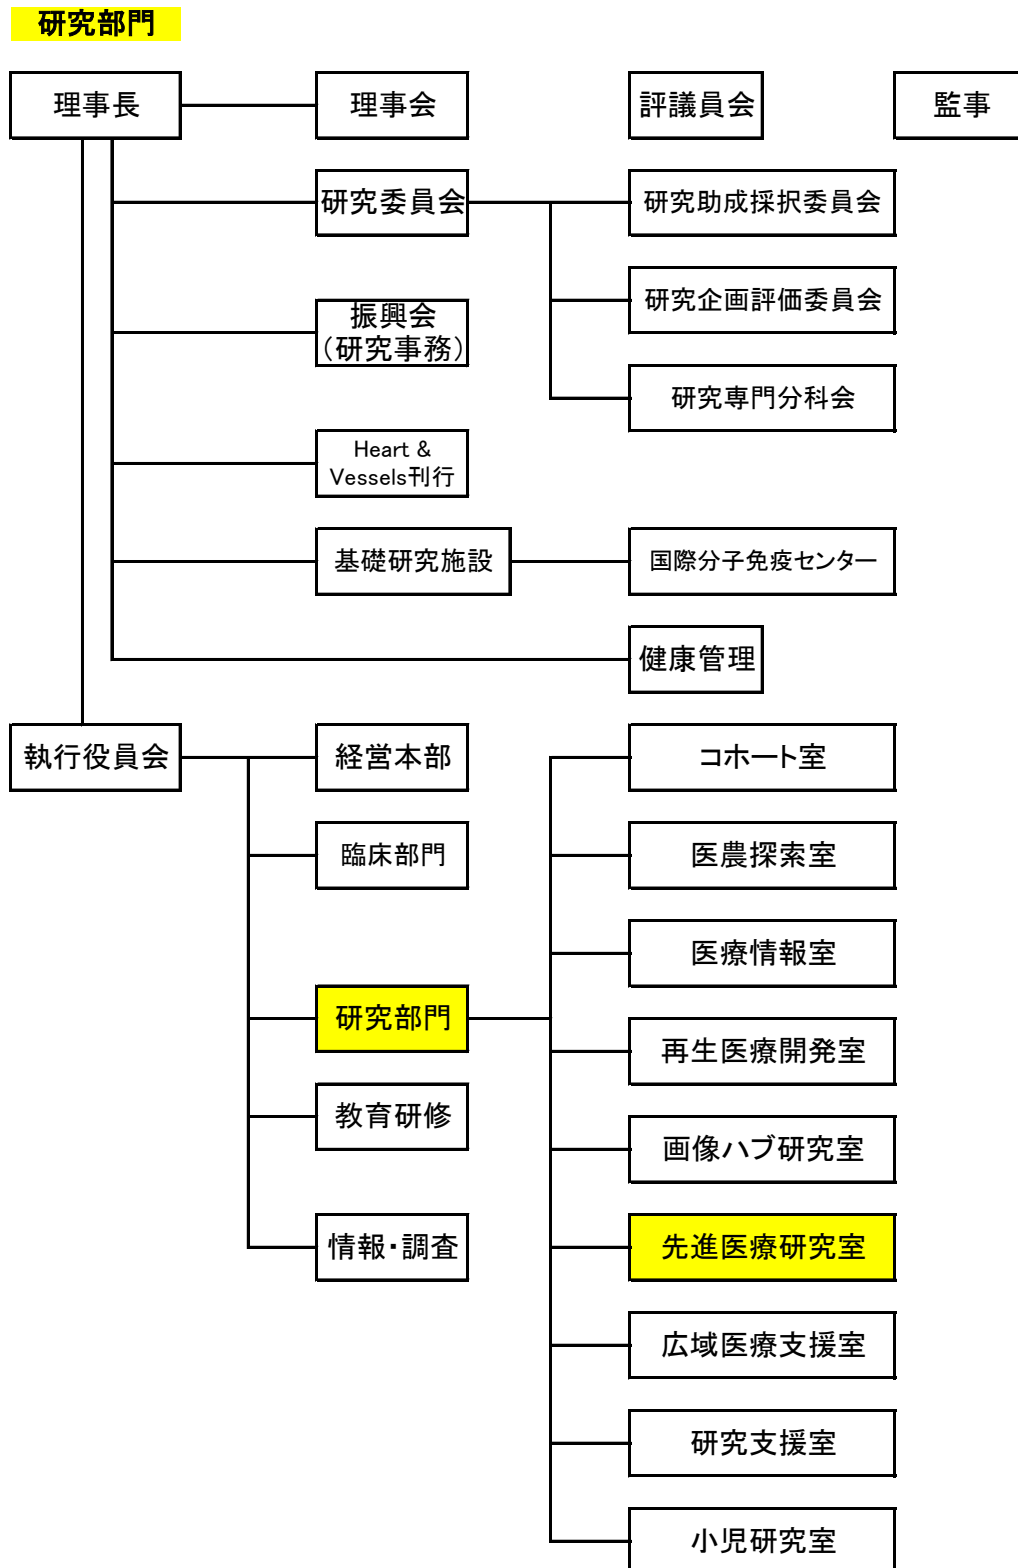 研究部門
理事長
理事会
評議員会
監事
研究委員会
研究助成採択委員会
研究企画評価委員会
振興会
（研究事務）
研究専門分科会
Heart &
Vessels刊行
基礎研究施設
国際分子免疫センター
健康管理
執行役員会
経営本部
コホート室
臨床部門
医農探索室
医療情報室
研究部門
再生医療開発室
教育研修
画像ハブ研究室
情報・調査
先進医療研究室
広域医療支援室
研究支援室
小児研究室